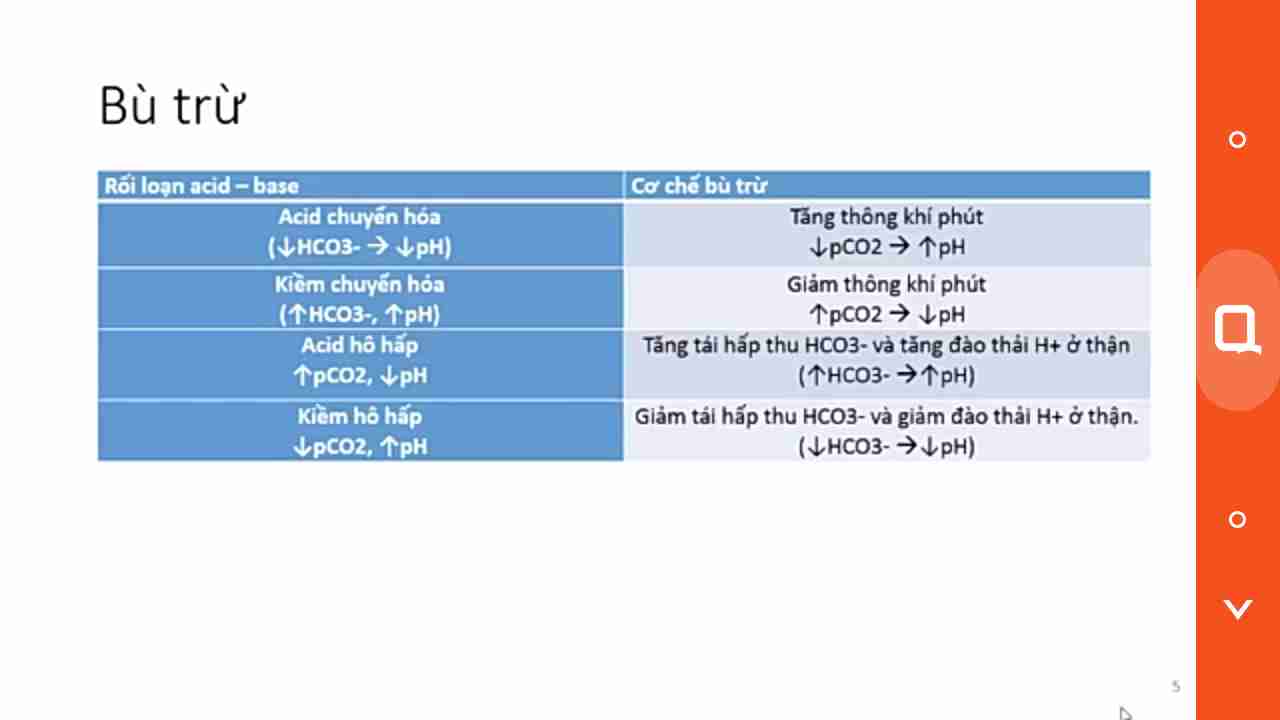 Bù trừ
Rối loạn acid – base
Cơ chế bù trừ
Acid chuyển hóa
(↓HCO3- → ↓pH)
Tăng thông khí phút
↓pCO2 → ↑pH
Kiềm chuyển hóa
(↑HCO3-, ↑pH)
Giảm thông khí phút
↑pCO2 → ↓pH
Acid hô hấp
↑pCO2, ↓pH
Tăng tái hấp thu HCO3- và tăng đào thải H+ ở thận
(↑HCO3- →↑pH)
Kiềm hô hấp
↓pCO2, ↑pH
Giảm tái hấp thu HCO3- và giảm đào thải H+ ở thận.
(↓HCO3- →↓pH)
5